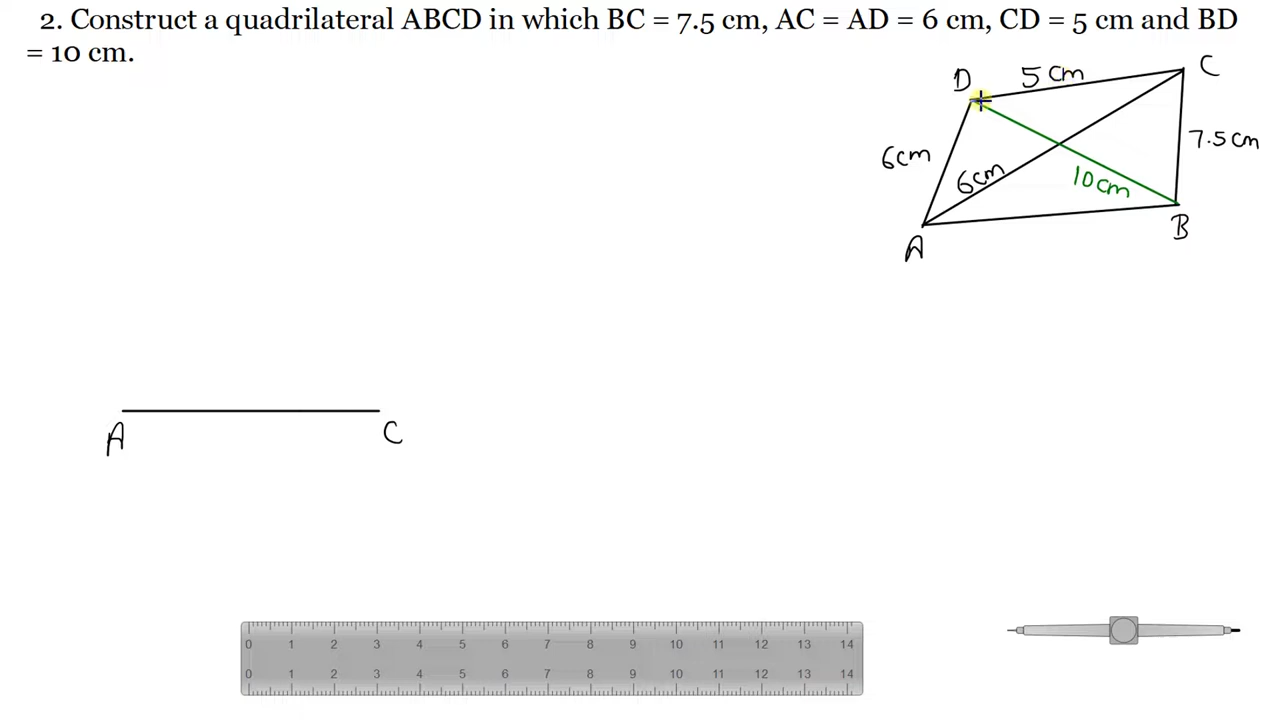 2. Construct a quadrilateral ABCD in which BC = 7.5 cm, AC = AD = 6 cm, CD = 5 cm and BD
= 10 cm.
D
5 cm
C
6cm
6cm
10cm
7.5cm
A
B
A
C
0 1 2 3 4 5 6 7 8 9 10 11 12 13 14
0 1 2 3 4 5 6 7 8 9 10 11 12 13 14